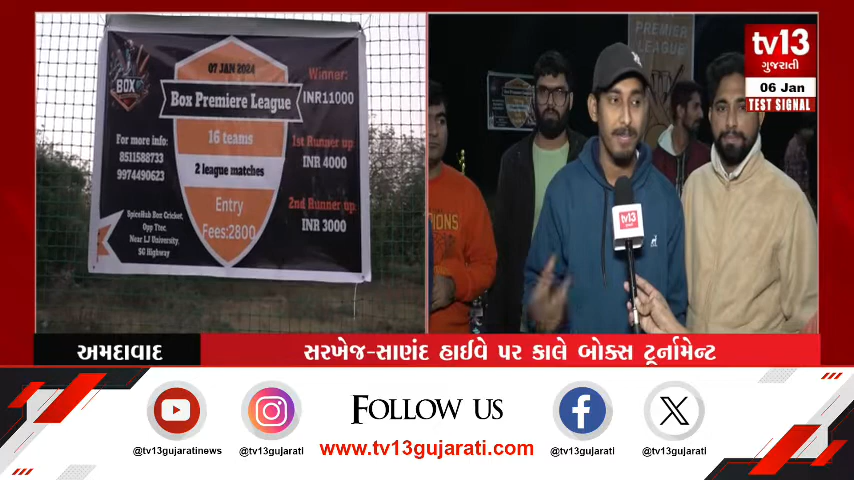 07 JAN 2024
BOX
Box Premiere League
16 teams
2 league matches
Entry
Fees:2800
Winner:
INR11000
1st Runner up
INR 4000
2nd Runner up
INR 3000
For more info:
8511588733
9974490623
SpiceHub Box Cricket,
Opp Ttec,
Near LJ University,
SG Highway
PREMIER
LEAGUE
Box Premiere League
tv13
ગુજરાતી
06 Jan
TEST SIGNAL
tv13
અમદાવાદ
સરખેજ-સાણંદ હાઈવે પર કાલે બોક્સ ટૂર્નામેન્ટ
FOLLOW US
www.tv13gujarati.com
@tv13gujaratinews
@tv13gujarati
@tv13gujarati
@tv13gujarati